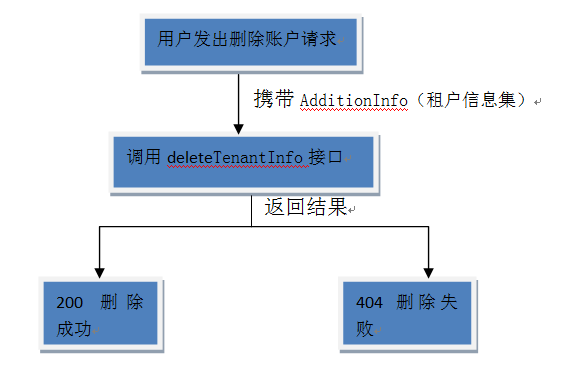 用户发出删除账户请求
携带 AdditionInfo（租户信息集）
调用 deleteTenantInfo 接口
返回结果
200 删除
成功
404 删除失
败